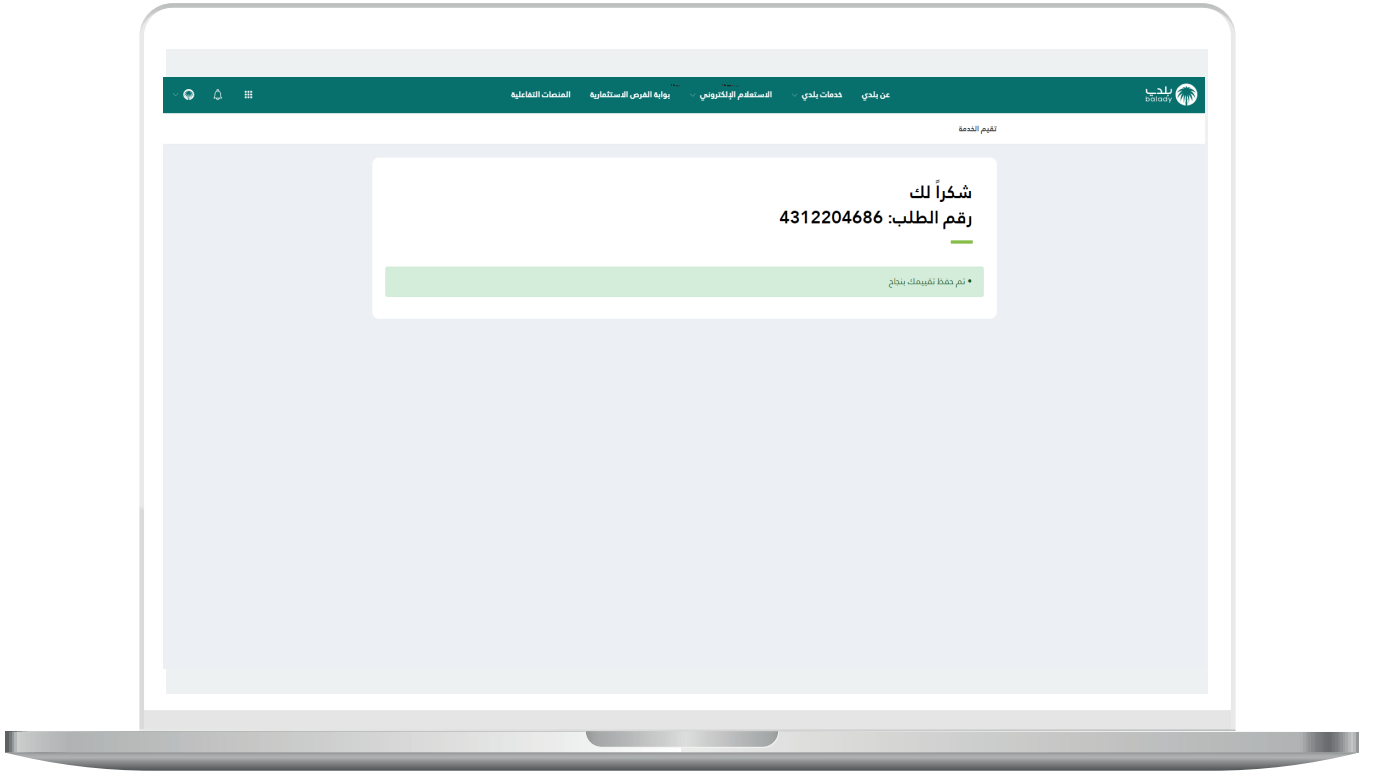 بلدي
balady
عن بلدي
خدمات بلدي
الاستعلام الإلكتروني
بوابة الفرص الاستثمارية
المنصات التفاعلية
تقيم الخدمة
شكراً لك
رقم الطلب: 4312204686
• تم حفظ تقييمك بنجاح